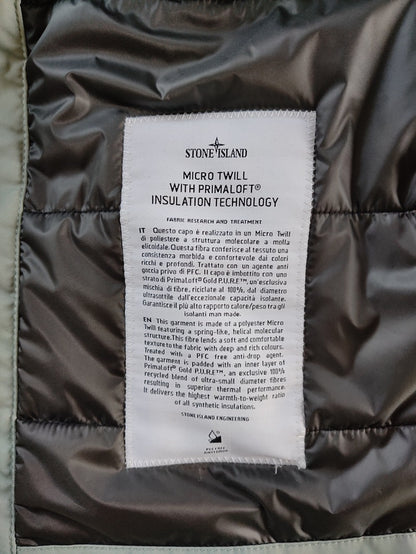 STONE ISLAND
MICRO TWILL
WITH PRIMALOFT®
INSULATION TECHNOLOGY
FABRIC RESEARCH AND TREATMENT
IT Questo capo è realizzato in un Micro Twill
di poliestere a struttura molecolare a molla
elicoidale. Questa fibra conferisce al tessuto una
consistenza morbida e confortevole dai colori
ricchi e profondi. Trattato con un agente anti
goccia privo di PFC. Il capo è imbottito con uno
strato di Primaloft® Gold P.U.R.E™, un'esclusiva
mischia di fibre, riciclate al 100%, dal diametro
ultrasottile dall'eccezionale capacità isolante.
Garantisce il più alto rapporto calore/peso tra gli
isolanti man made.
EN This garment is made of a polyester Micro
Twill featuring a spring-like, helical molecular
structure. This fibre lends a soft and comfortable
texture to the fabric with deep and rich colours.
Treated with a PFC free anti-drop agent.
The garment is padded with an inner layer of
Primaloft® Gold P.U.R.E™, an exclusive 100%
recycled blend of ultra-small diameter fibres
resulting in superior thermal performance.
It delivers the highest warmth-to-weight ratio
of all synthetic insulations.
STONE ISLAND ENGINEERING